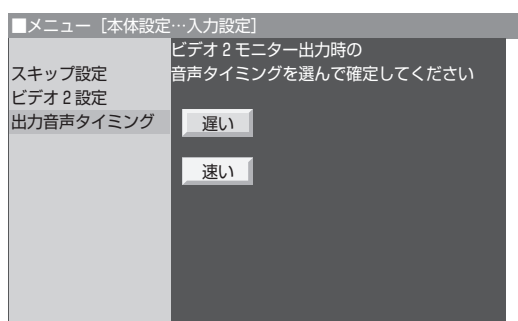 ■メニュー［本体設定…入力設定］
ビデオ２モニター出力時の
音声タイミングを選んで確定してください
スキップ設定
ビデオ２設定
出力音声タイミング
遅い
速い